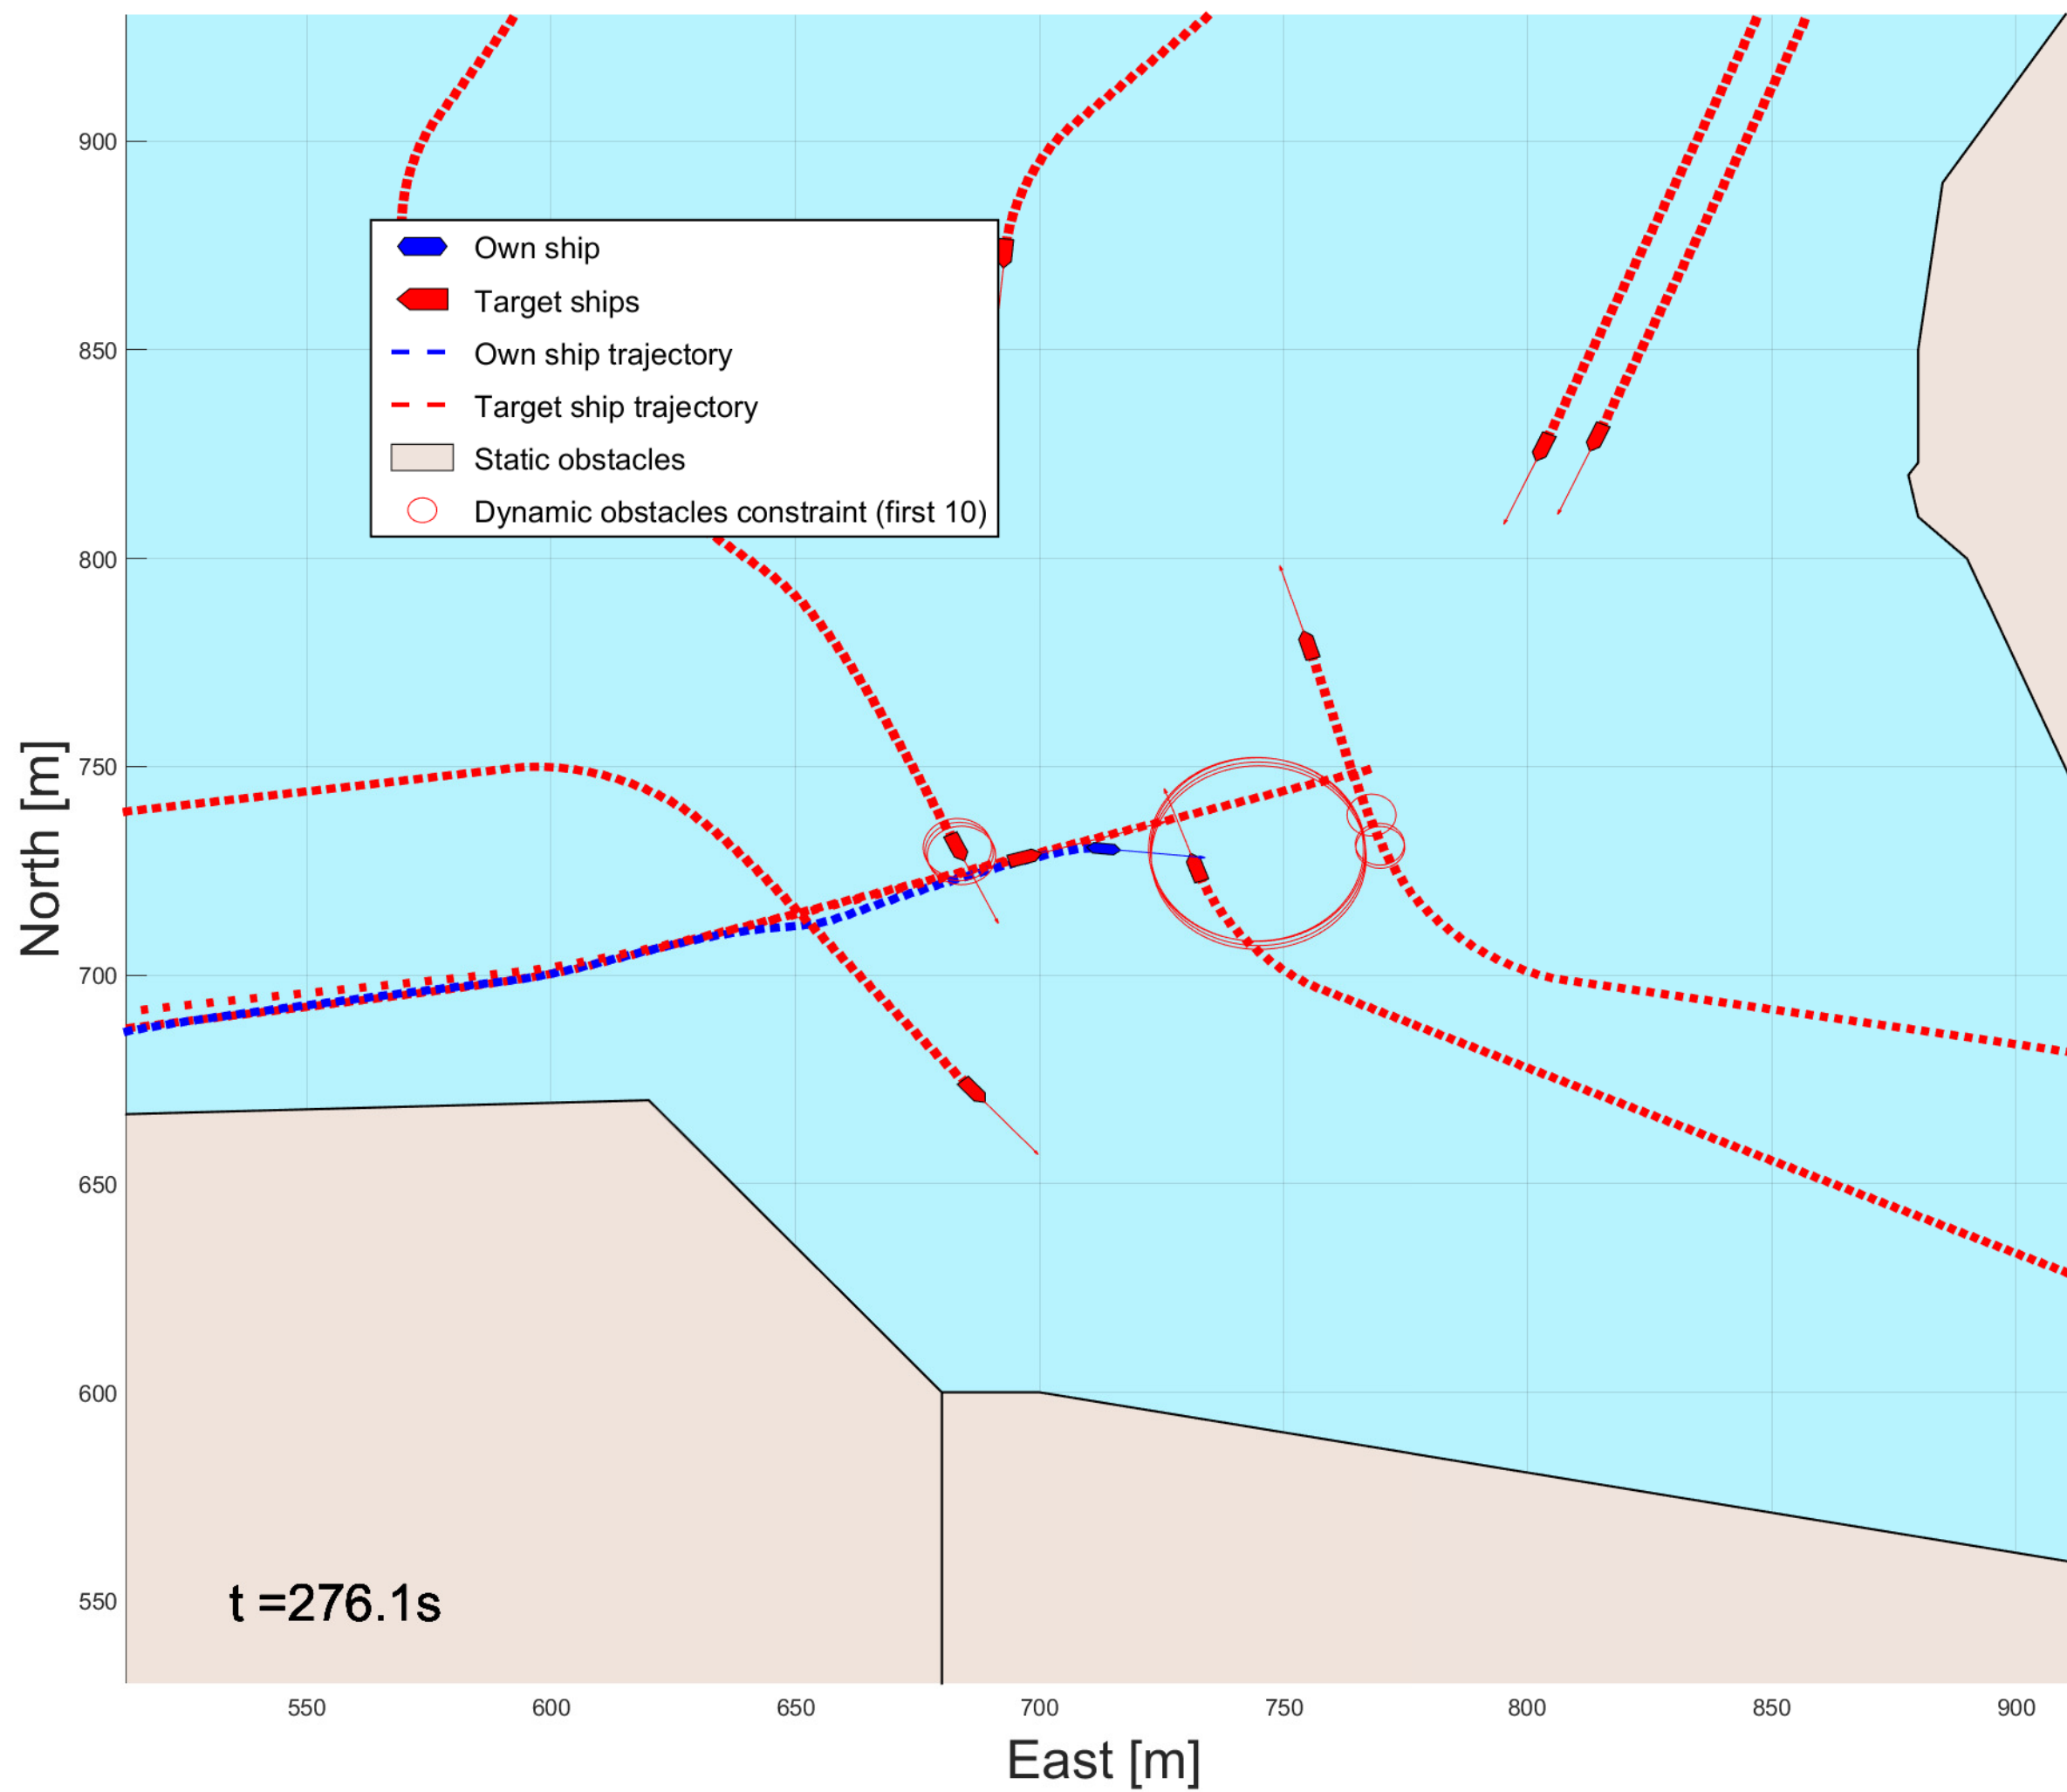 900
850
800
750
700
650
600
550
North [m]
Own ship
Target ships
Own ship trajectory
Target ship trajectory
Static obstacles
Dynamic obstacles constraint (first 10)
t =276.1s
550
600
650
700
750
800
850
900
East [m]